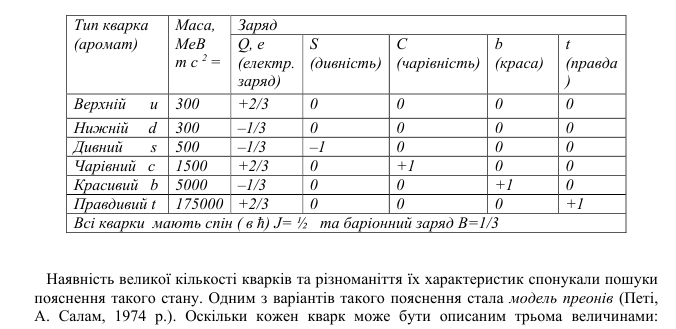 Тип кварка Маса, Заряд
(аромат) МеВ Q, e S C b t
m c ² = (електр. (дивність) (чарівність) (краса) (правда
заряд) )
Верхній u 300 +2/3 0 0 0 0
Нижній d 300 –1/3 0 0 0 0
Дивний s 500 –1/3 –1 0 0 0
Чарівний c 1500 +2/3 0 +1 0 0
Красивий b 5000 –1/3 0 0 +1 0
Правдивий t 175000 +2/3 0 0 0 +1
Всі кварки мають спін ( в ħ) J= ½ та баріонний заряд B=1/3
Наявність великої кількості кварків та різноманіття їх характеристик спонукали пошуки
пояснення такого стану. Одним з варіантів такого пояснення стала модель преонів (Петі,
А. Салам, 1974 р.). Оскільки кожен кварк може бути описаним трьома величинами: